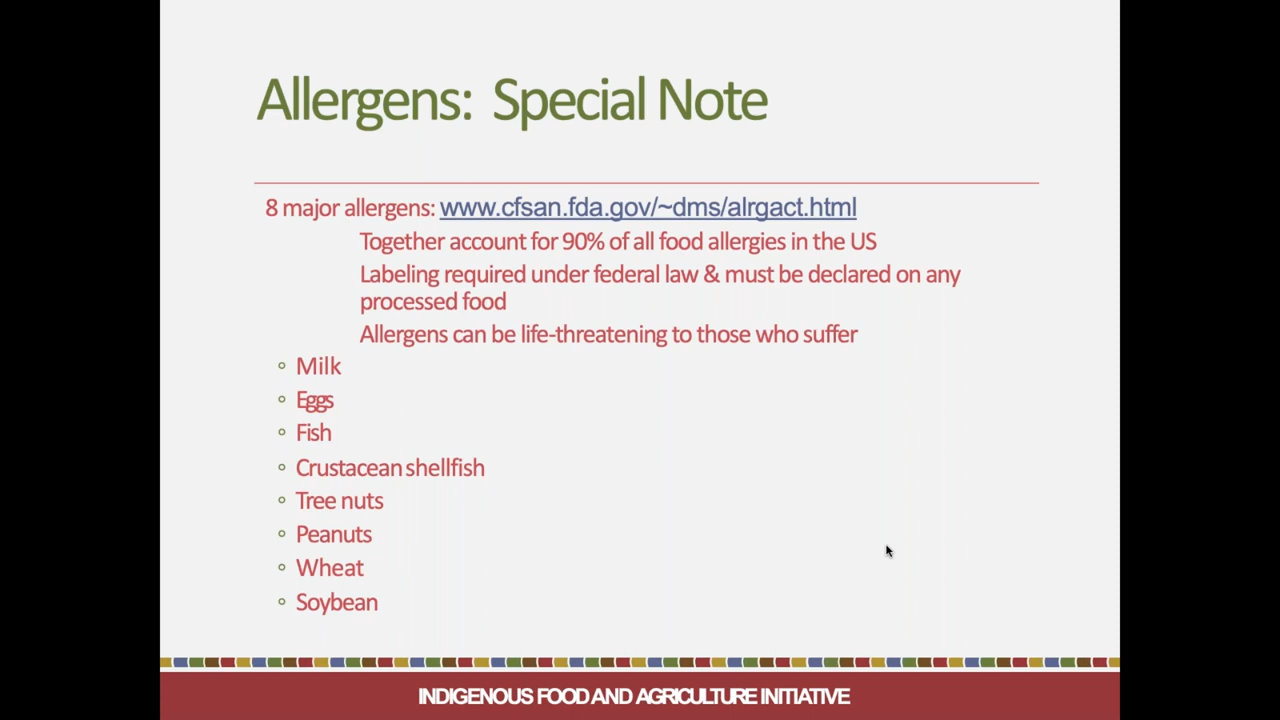 Allergens: Special Note
8 major allergens: www.cfsan.fda.gov/~dms/alrgact.html
Together account for 90% of all food allergies in the US
Labeling required under federal law & must be declared on any
processed food
Allergens can be life-threatening to those who suffer
Milk
Eggs
Fish
Crustacean shellfish
Tree nuts
Peanuts
Wheat
Soybean
INDIGENOUS FOOD AND AGRICULTURE INITIATIVE